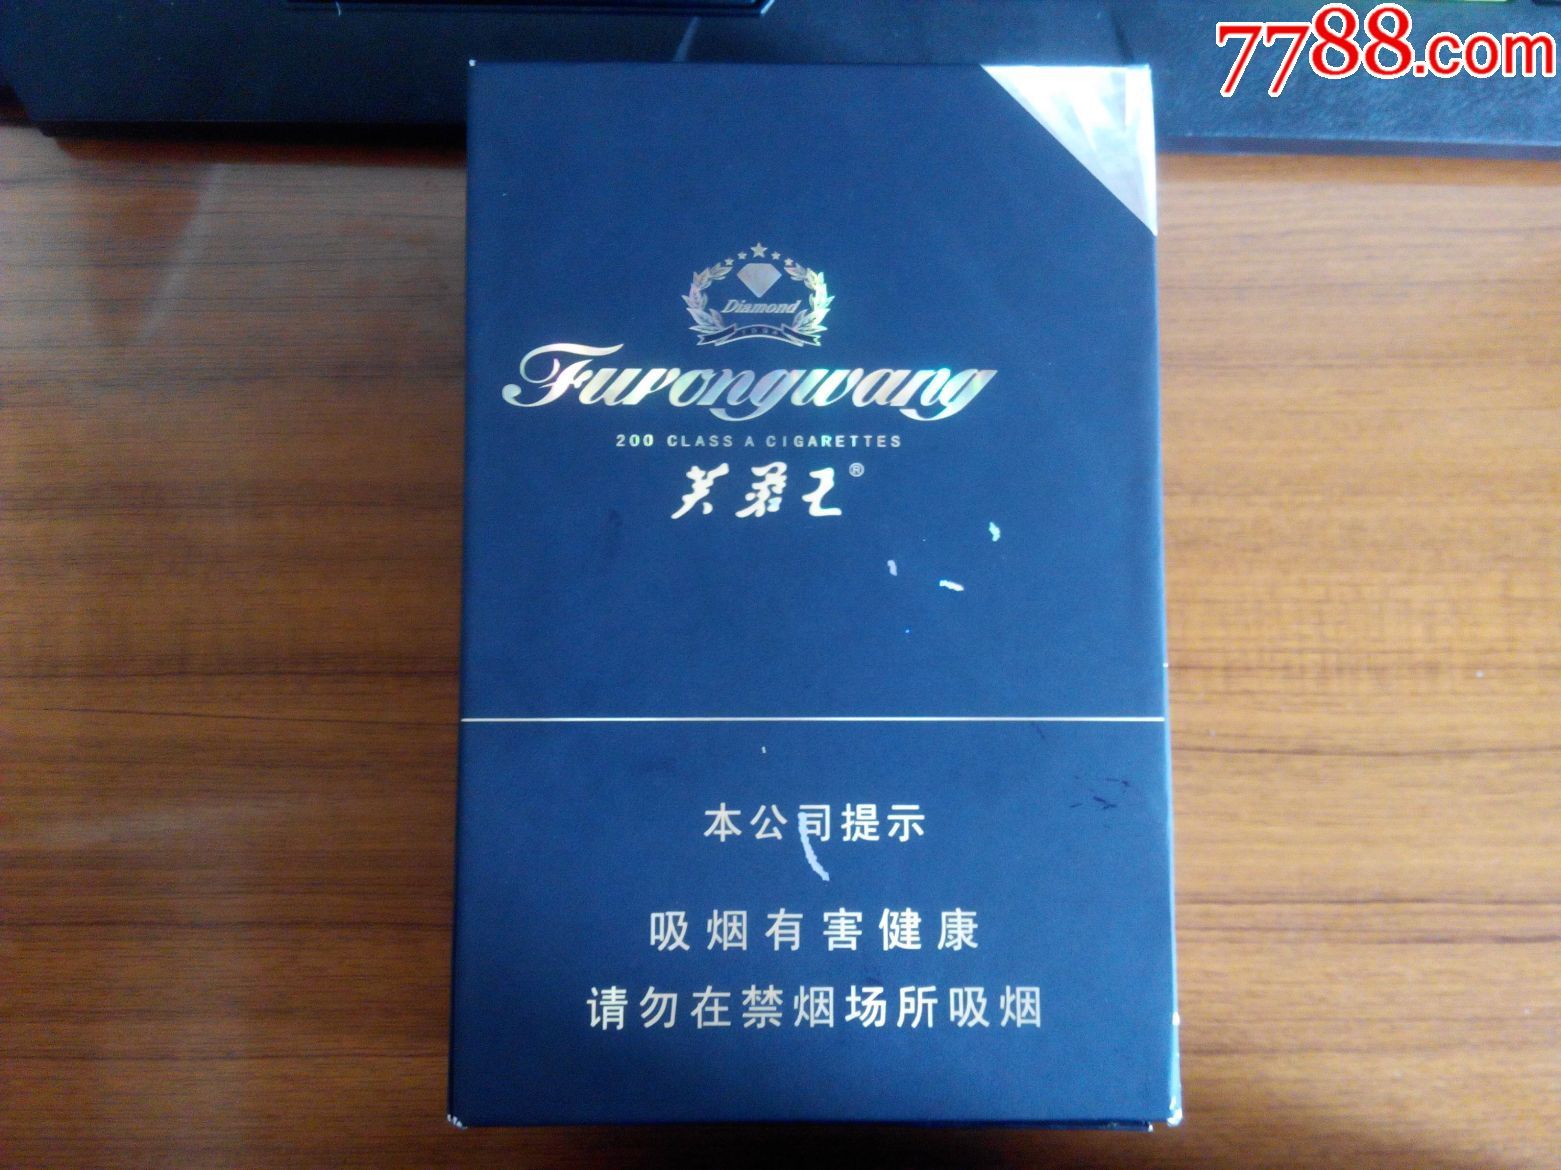 7788.com
Diamond
Furongwang
200 CLASS A CIGARETTES
芙蓉王®
本公司提示
吸烟有害健康
请勿在禁烟场所吸烟